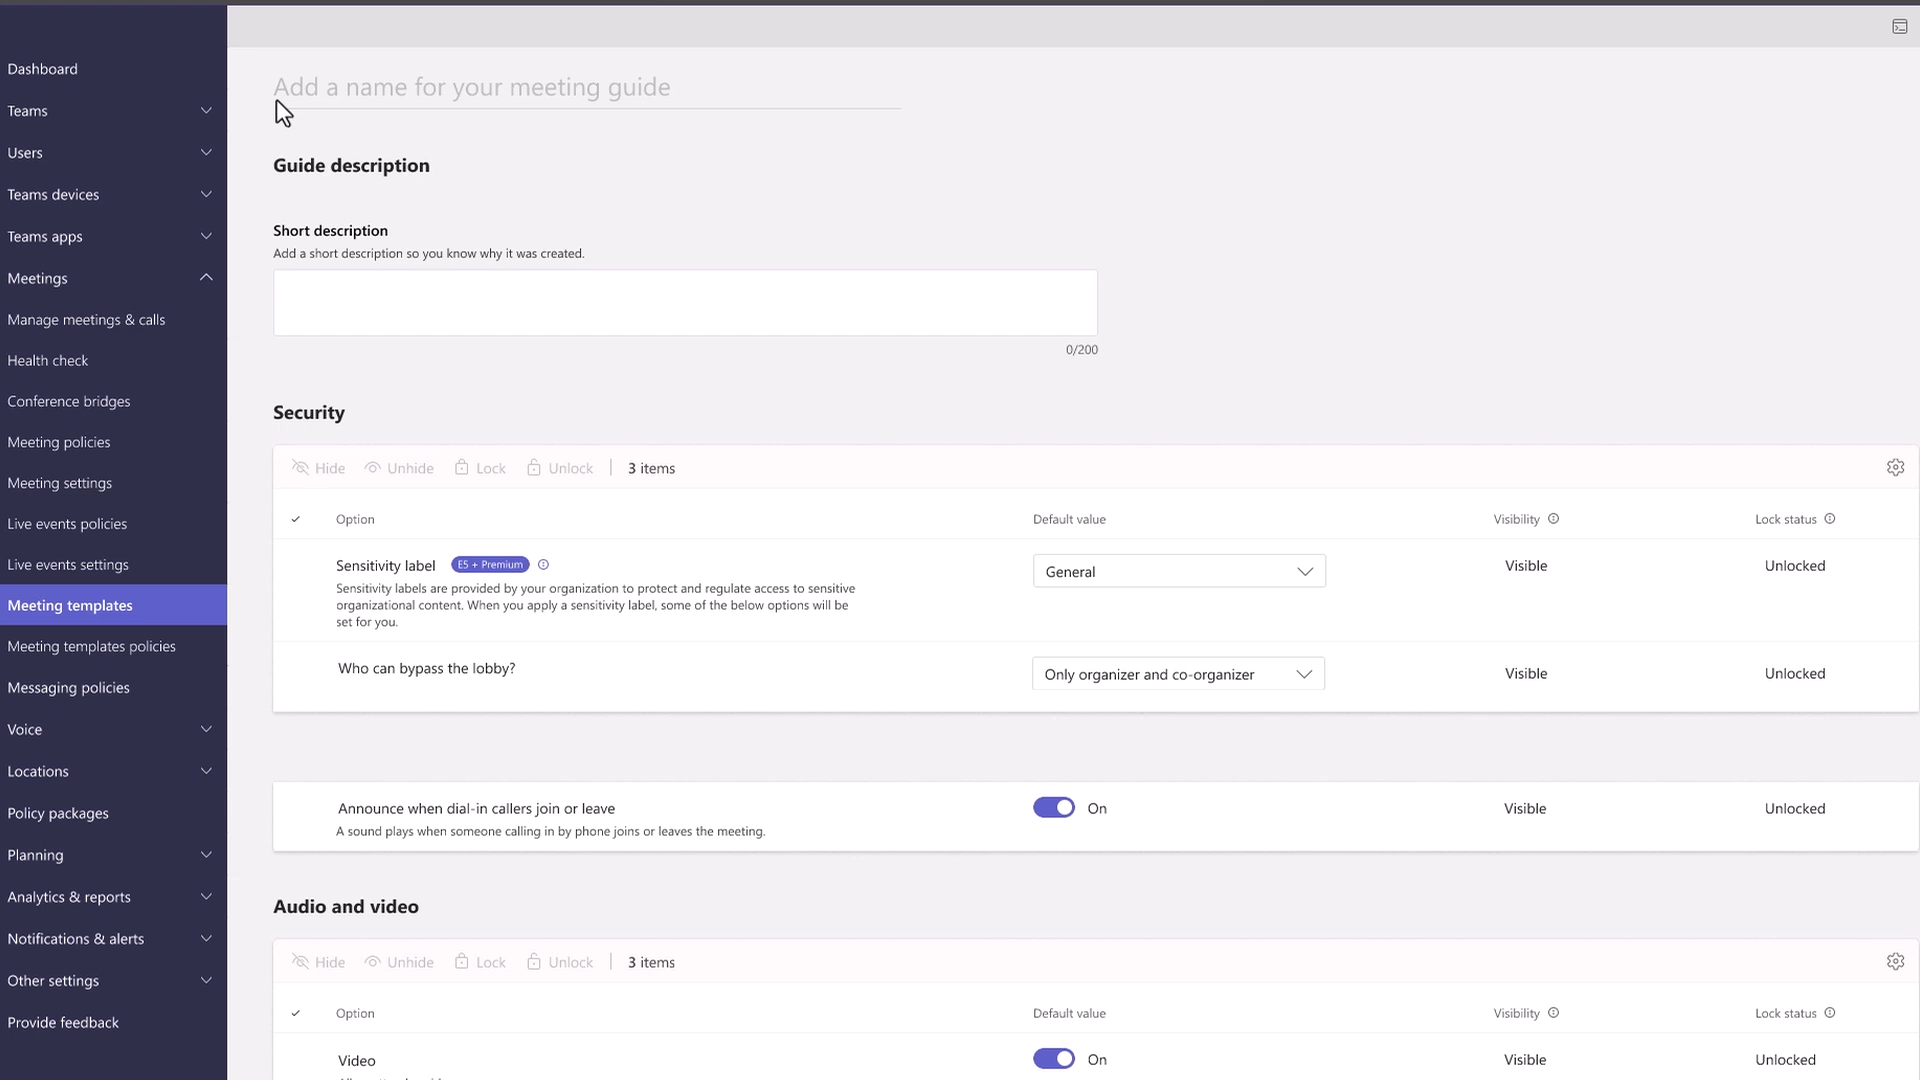 Dashboard
Teams
Users
Teams devices
Teams apps
Meetings
Manage meetings & calls
Health check
Conference bridges
Meeting policies
Meeting settings
Live events policies
Live events settings
Meeting templates
Meeting templates policies
Messaging policies
Voice
Locations
Policy packages
Planning
Analytics & reports
Notifications & alerts
Other settings
Provide feedback
Add a name for your meeting guide
Guide description
Short description
Add a short description so you know why it was created.
0/200
Security
Hide Unhide Lock Unlock 3 items
Option Default value Visibility Lock status
Sensitivity label E5 + Premium General Visible Unlocked
Sensitivity labels are provided by your organization to protect and regulate access to sensitive
organizational content. When you apply a sensitivity label, some of the below options will be
set for you.
Who can bypass the lobby? Only organizer and co-organizer Visible Unlocked
Announce when dial-in callers join or leave On Visible Unlocked
A sound plays when someone calling in by phone joins or leaves the meeting.
Audio and video
Hide Unhide Lock Unlock 3 items
Option Default value Visibility Lock status
Video On Visible Unlocked